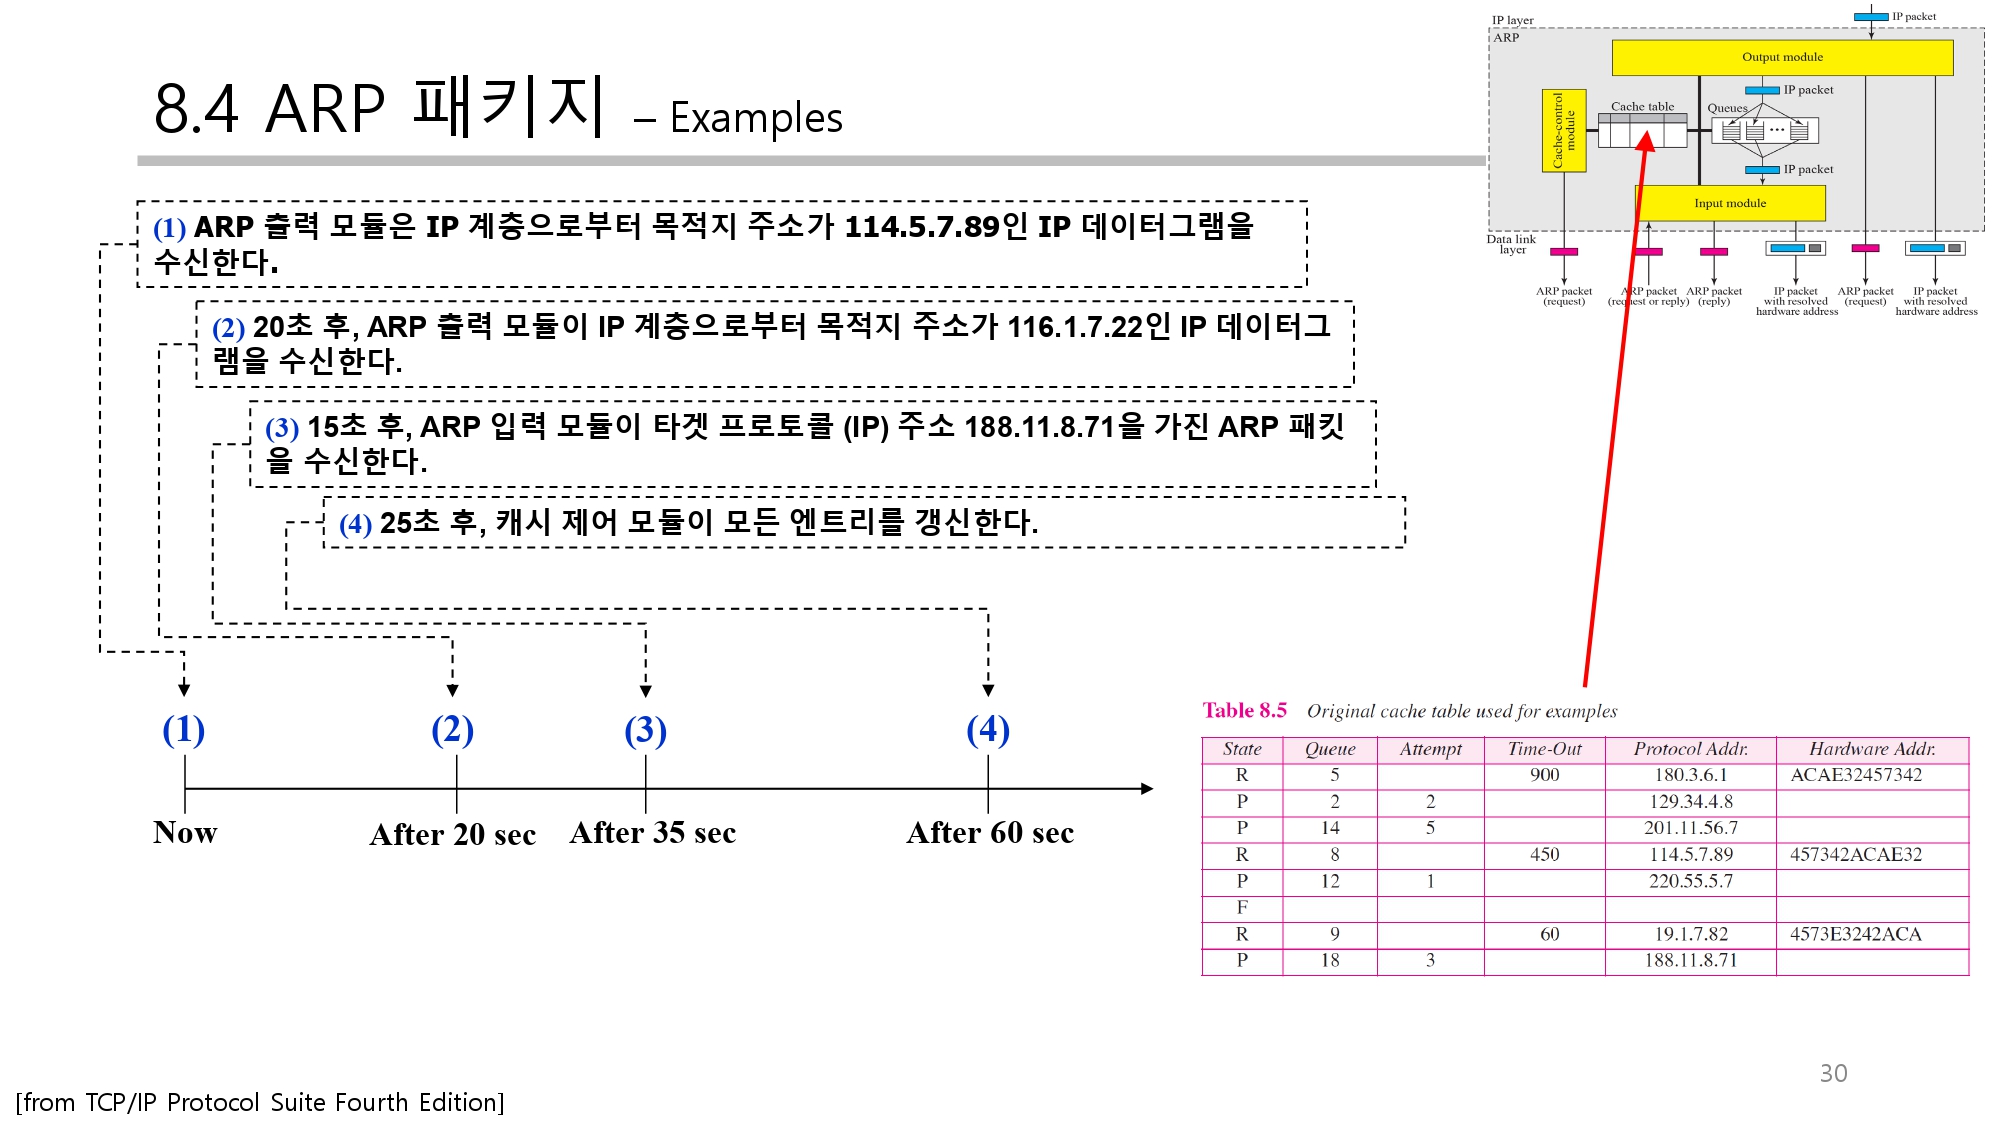 8.4 ARP 패키지 – Examples
IP layer
IP packet
ARP
Output module
IP packet
Cache table
Queues
Cache-control
module
IP packet
Input module
Data link
layer
ARP packet
(request)
ARP packet
(request or reply)
ARP packet
(reply)
IP packet
with resolved
hardware address
ARP packet
(request)
IP packet
with resolved
hardware address
(1) ARP 출력 모듈은 IP 계층으로부터 목적지 주소가 114.5.7.89인 IP 데이터그램을
수신한다.
(2) 20초 후, ARP 출력 모듈이 IP 계층으로부터 목적지 주소가 116.1.7.22인 IP 데이터그
램을 수신한다.
(3) 15초 후, ARP 입력 모듈이 타겟 프로토콜 (IP) 주소 188.11.8.71을 가진 ARP 패킷
을 수신한다.
(4) 25초 후, 캐시 제어 모듈이 모든 엔트리를 갱신한다.
(1) (2) (3) (4)
Now After 20 sec After 35 sec After 60 sec
Table 8.5 Original cache table used for examples
State Queue Attempt Time-Out Protocol Addr. Hardware Addr.
R 5 900 180.3.6.1 ACAE32457342
P 2 2 129.34.4.8
P 14 5 201.11.56.7
R 8 450 114.5.7.89 457342ACAE32
P 12 1 220.55.5.7
F
R 9 60 19.1.7.82 4573E3242ACA
P 18 3 188.11.8.71
30
[from TCP/IP Protocol Suite Fourth Edition]